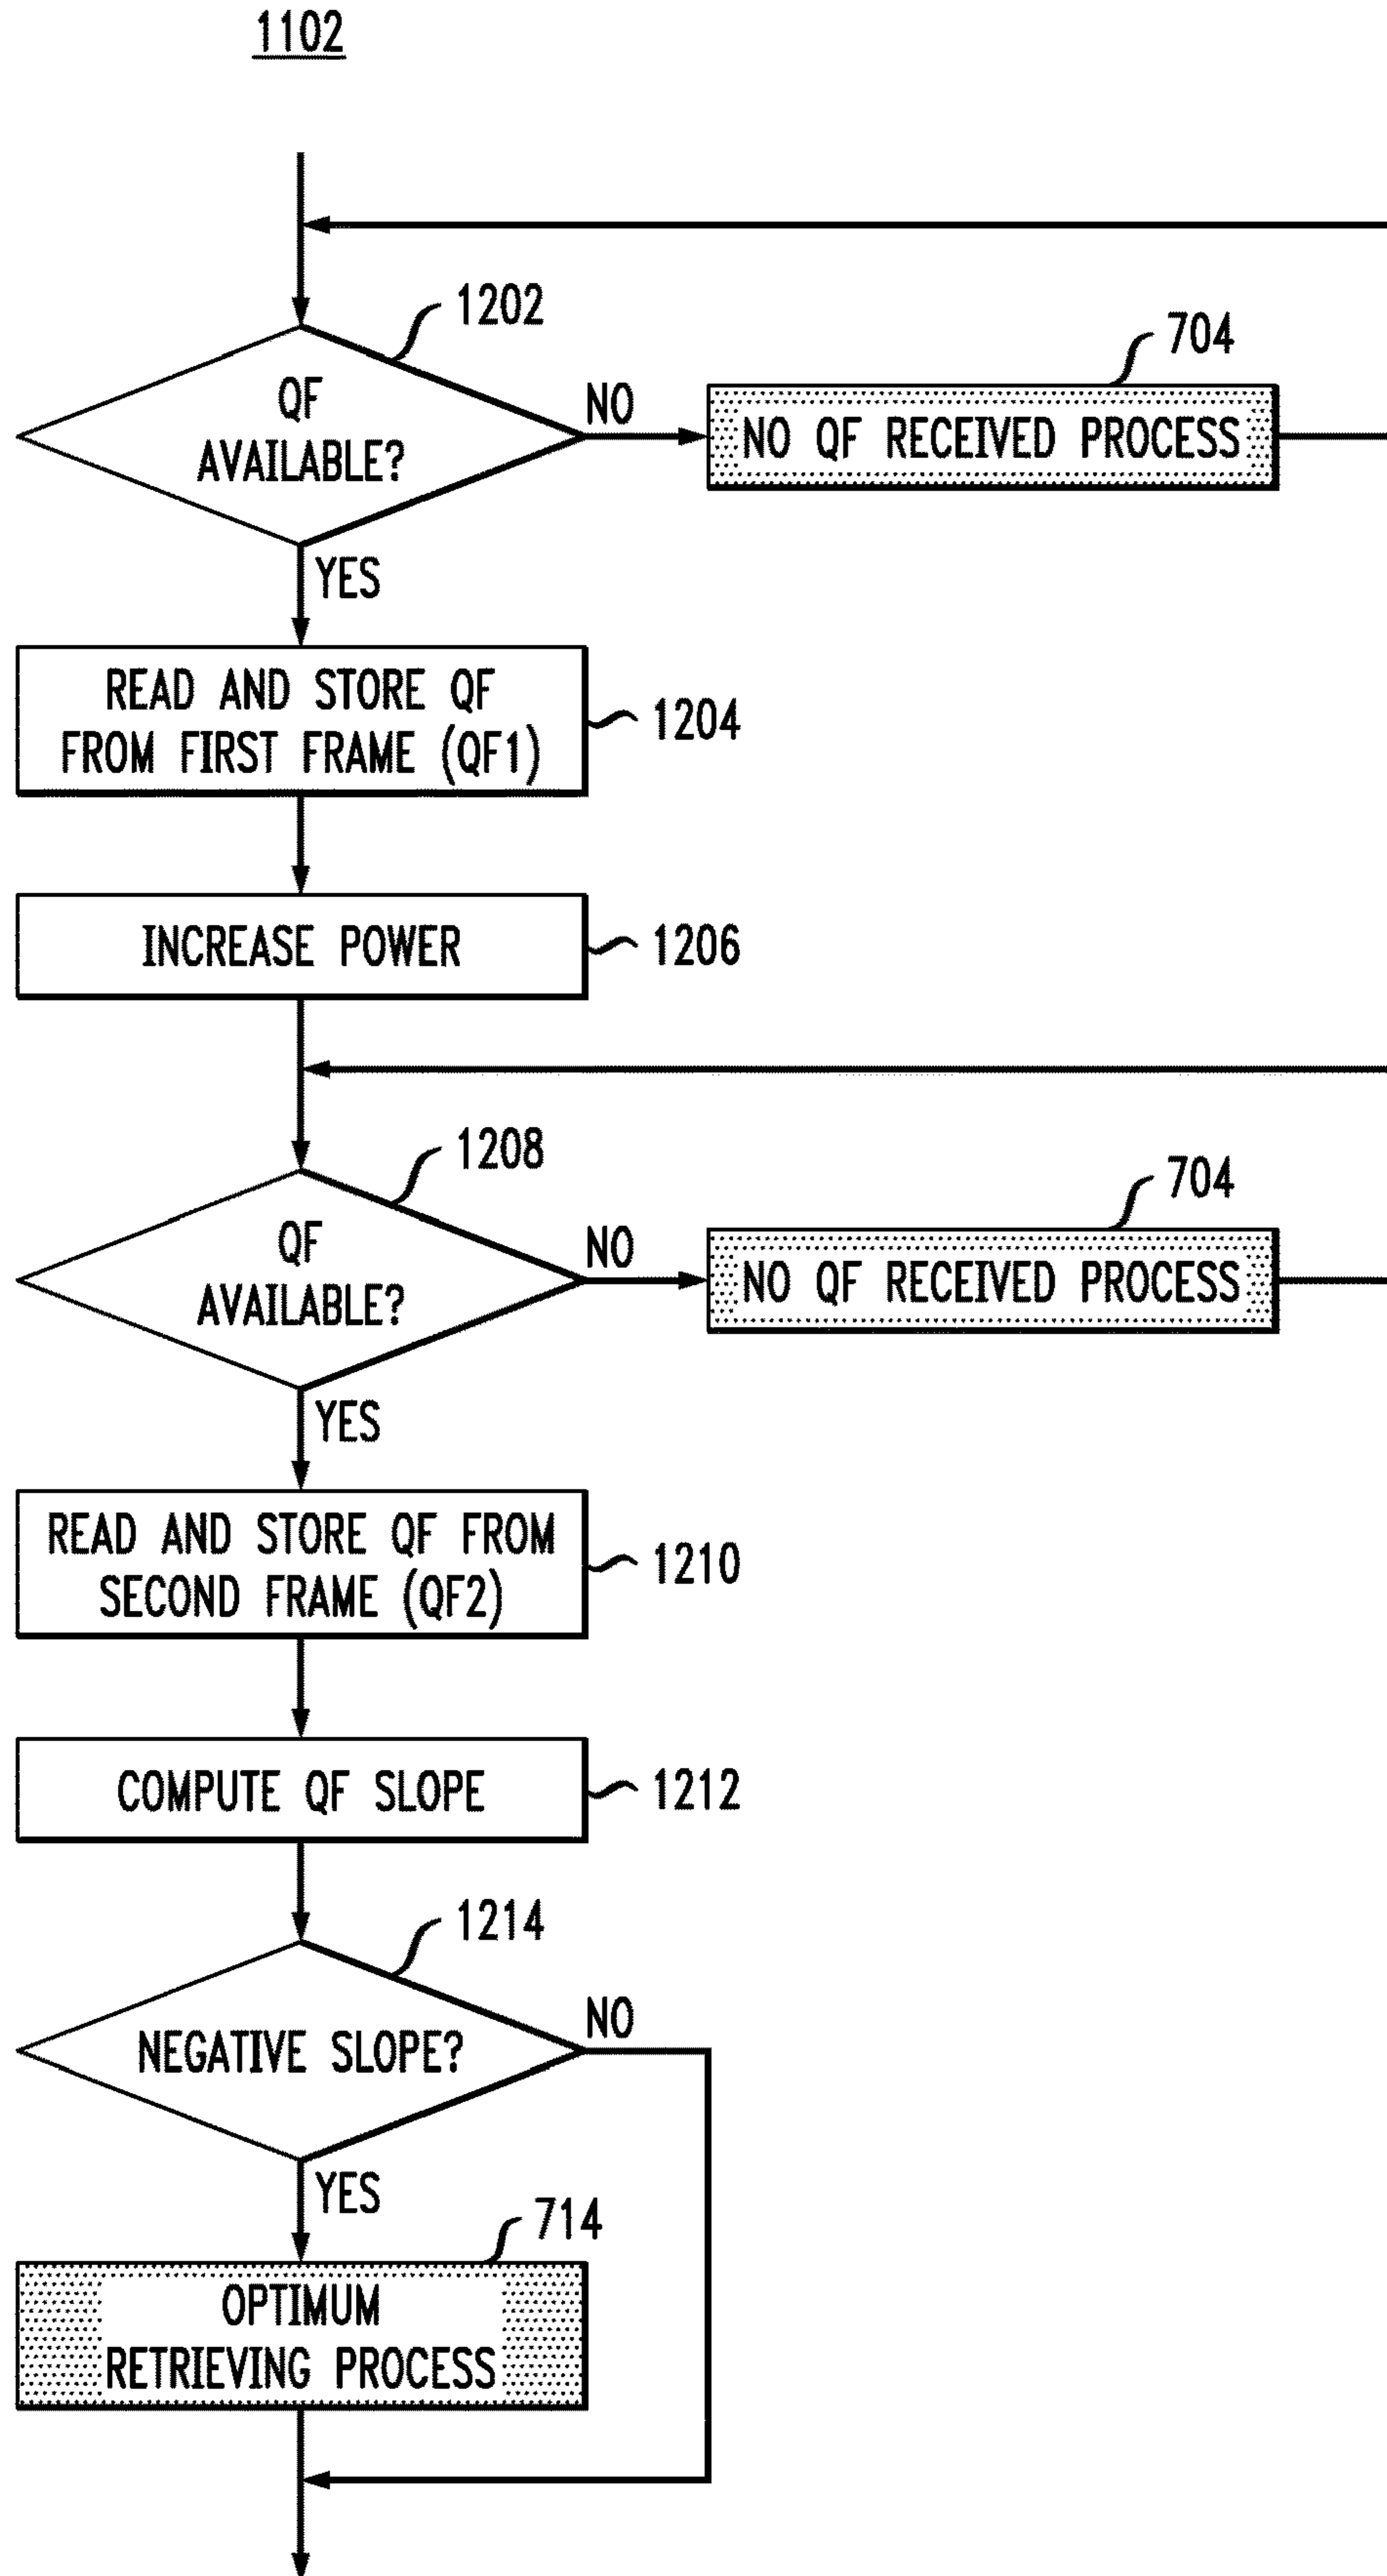 1102
1202
QF
AVAILABLE?
NO
704
NO QF RECEIVED PROCESS
YES
READ AND STORE QF
FROM FIRST FRAME (QF1)
1204
INCREASE POWER
1206
1208
QF
AVAILABLE?
NO
704
NO QF RECEIVED PROCESS
YES
READ AND STORE QF FROM
SECOND FRAME (QF2)
1210
COMPUTE QF SLOPE
1212
1214
NEGATIVE SLOPE?
NO
YES
714
OPTIMUM
RETRIEVING PROCESS